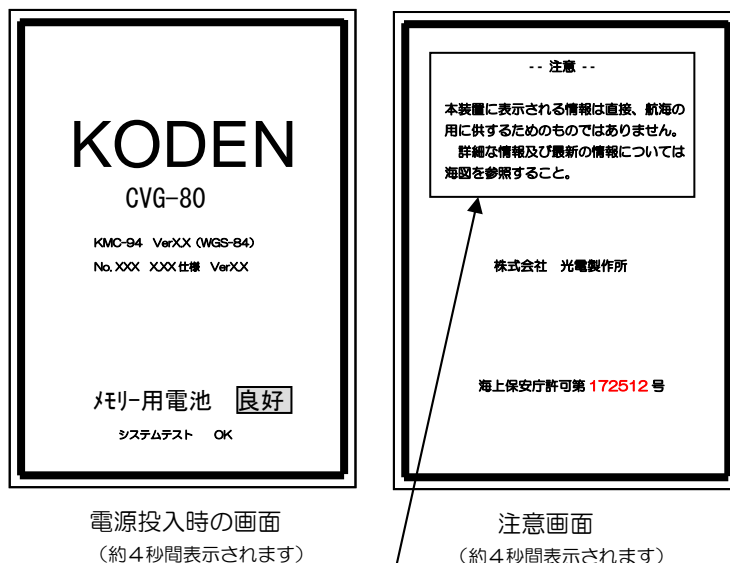 KODEN
CVG-80
KMC-94 VerX.X (WGS-84)
No. XXX X.XX仕様 VerX.X
ﾒﾓﾘｰ用電池 良好
システムテスト OK
電源投入時の画面
（約４秒間表示されます）
-- 注意 --
本装置に表示される情報は直接、航海の
用に供するためのものではありません。
詳細な情報及び最新の情報については
海図を参照すること。
株式会社 光電製作所
海上保安庁許可第 172512 号
注意画面
（約４秒間表示されます）